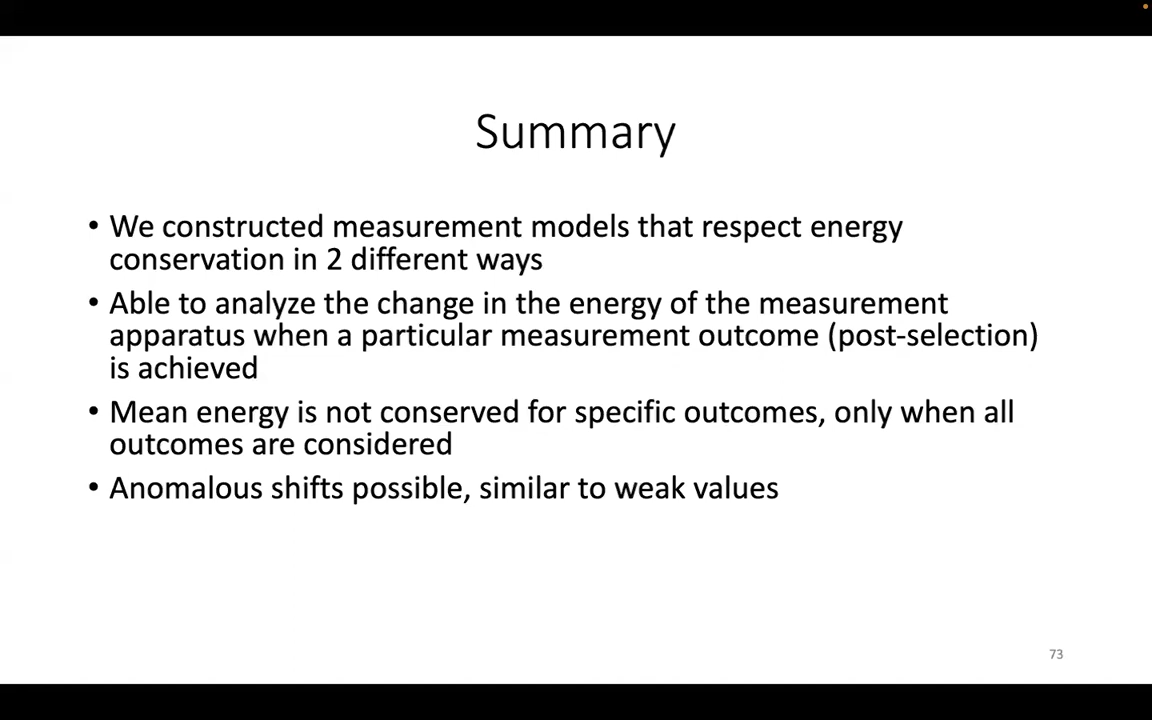 Summary
• We constructed measurement models that respect energy
conservation in 2 different ways
• Able to analyze the change in the energy of the measurement
apparatus when a particular measurement outcome (post-selection)
is achieved
• Mean energy is not conserved for specific outcomes, only when all
outcomes are considered
• Anomalous shifts possible, similar to weak values
73